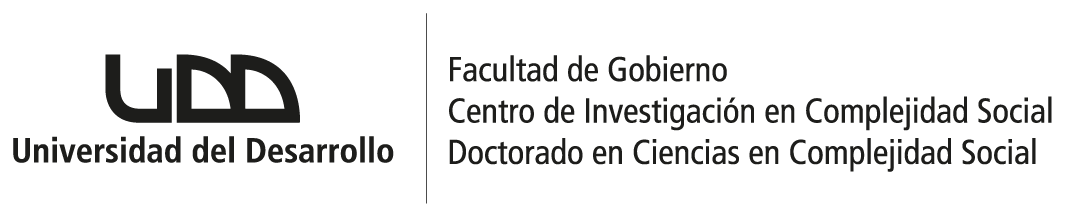 UDD
Universidad del Desarrollo
Facultad de Gobierno
Centro de Investigación en Complejidad Social
Doctorado en Ciencias en Complejidad Social